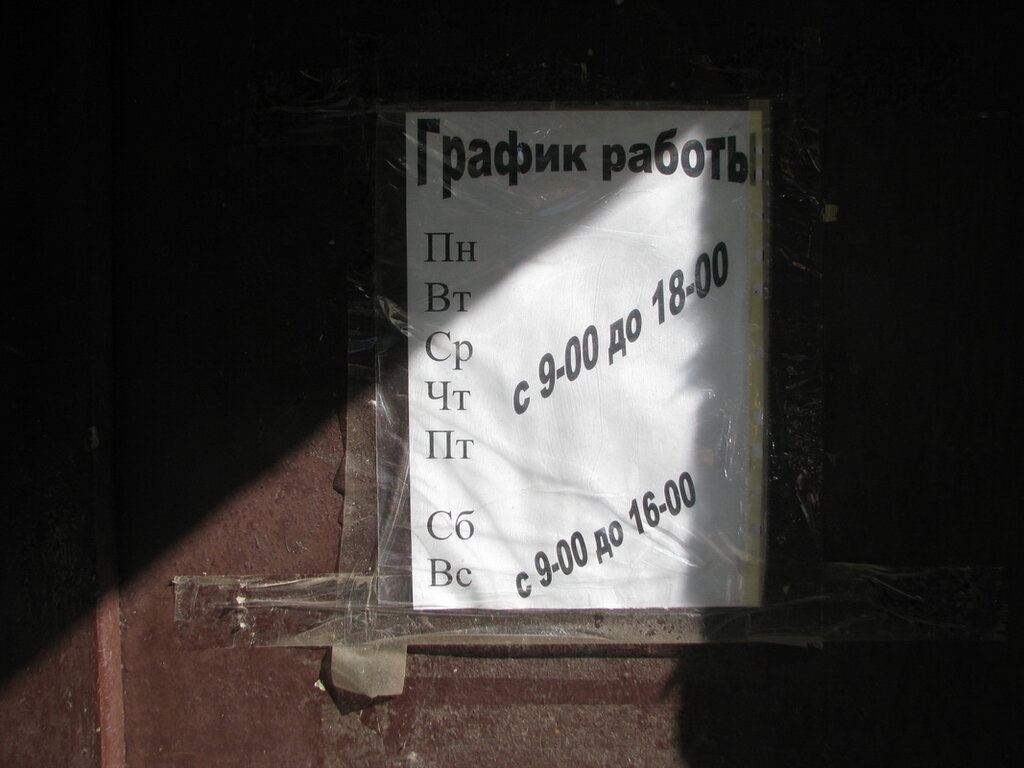 График работы
Пн
Вт
Ср
Чт
Пт
с 9-00 до 18-00
Сб
Вс
с 9-00 до 16-00